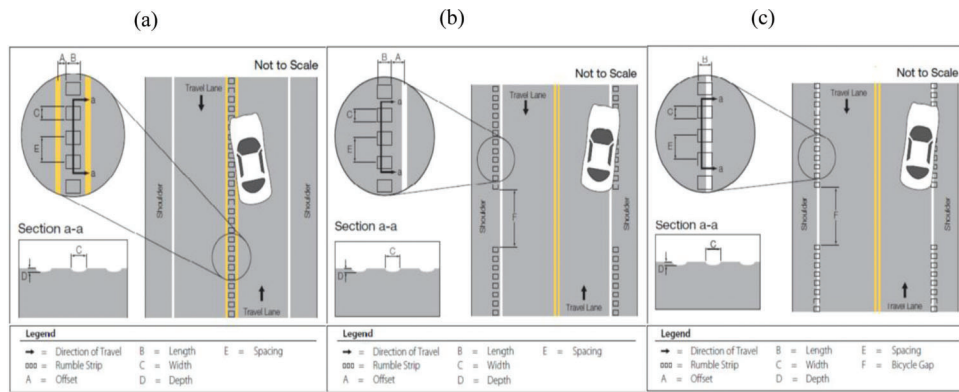 (a)
A B
C
E
a
a
Not to Scale
Travel Lane
Shoulder
Shoulder
Travel Lane
Section a-a
C
D
Legend
= Direction of Travel B = Length E = Spacing
= Rumble Strip C = Width
A = Offset D = Depth
(b)
B A
C
E
a
a
Not to Scale
Travel Lane
F
Shoulder
Shoulder
Travel Lane
Section a-a
C
D
Legend
= Direction of Travel B = Length E = Spacing
= Rumble Strip C = Width
A = Offset D = Depth
(c)
B
C
E
a
a
Not to Scale
Travel Lane
F
Shoulder
Shoulder
Travel Lane
Section a-a
C
D
Legend
= Direction of Travel B = Length E = Spacing
= Rumble Strip C = Width F = Bicycle Gap
A = Offset D = Depth